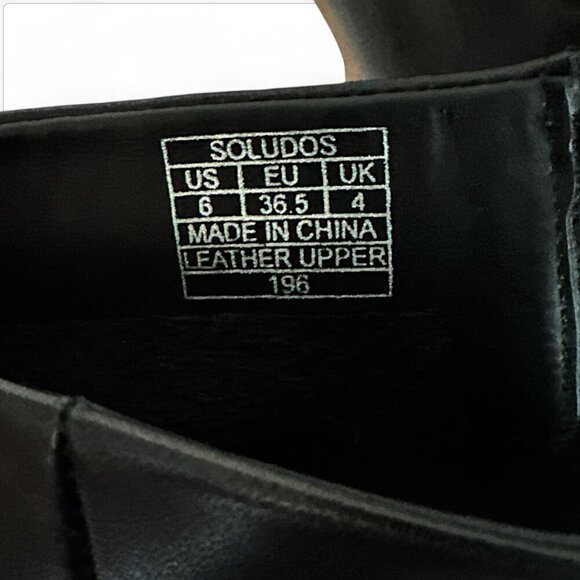 SOLUDOS
US EU UK
6 36.5 4
MADE IN CHINA
LEATHER UPPER
196